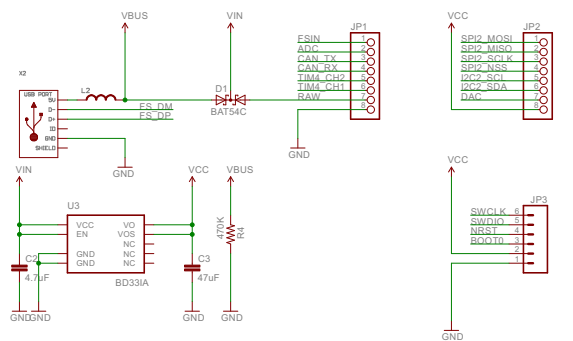 VBUS
VIN
JP1
VCC
JP2
FSIN
1
ADC
2
CAN_TX
3
CAN_RX
4
TIM4_CH2
5
TIM4_CH1
6
RAW
7
8
SPI2_MOSI
1
SPI2_MISO
2
SPI2_SCLK
3
SPI2_NSS
4
I2C2_SCL
5
I2C2_SDA
6
DAC
7
8
X2
USB PORT
5V
D-
D+
ID
GND
SHIELD
L2
FS_DM
FS_DP
D1
BAT54C
GND
GND
VIN
VCC
VBUS
VCC
U3
VCC
EN
GND
GND
VO
VOS
NC
NC
NC
BD33IA
C2
4.7uF
C3
47uF
470K
R4
GND
GND
GND
GND
JP3
SWCLK
6
SWDIO
5
NRST
4
BOOT0
3
2
1
GND